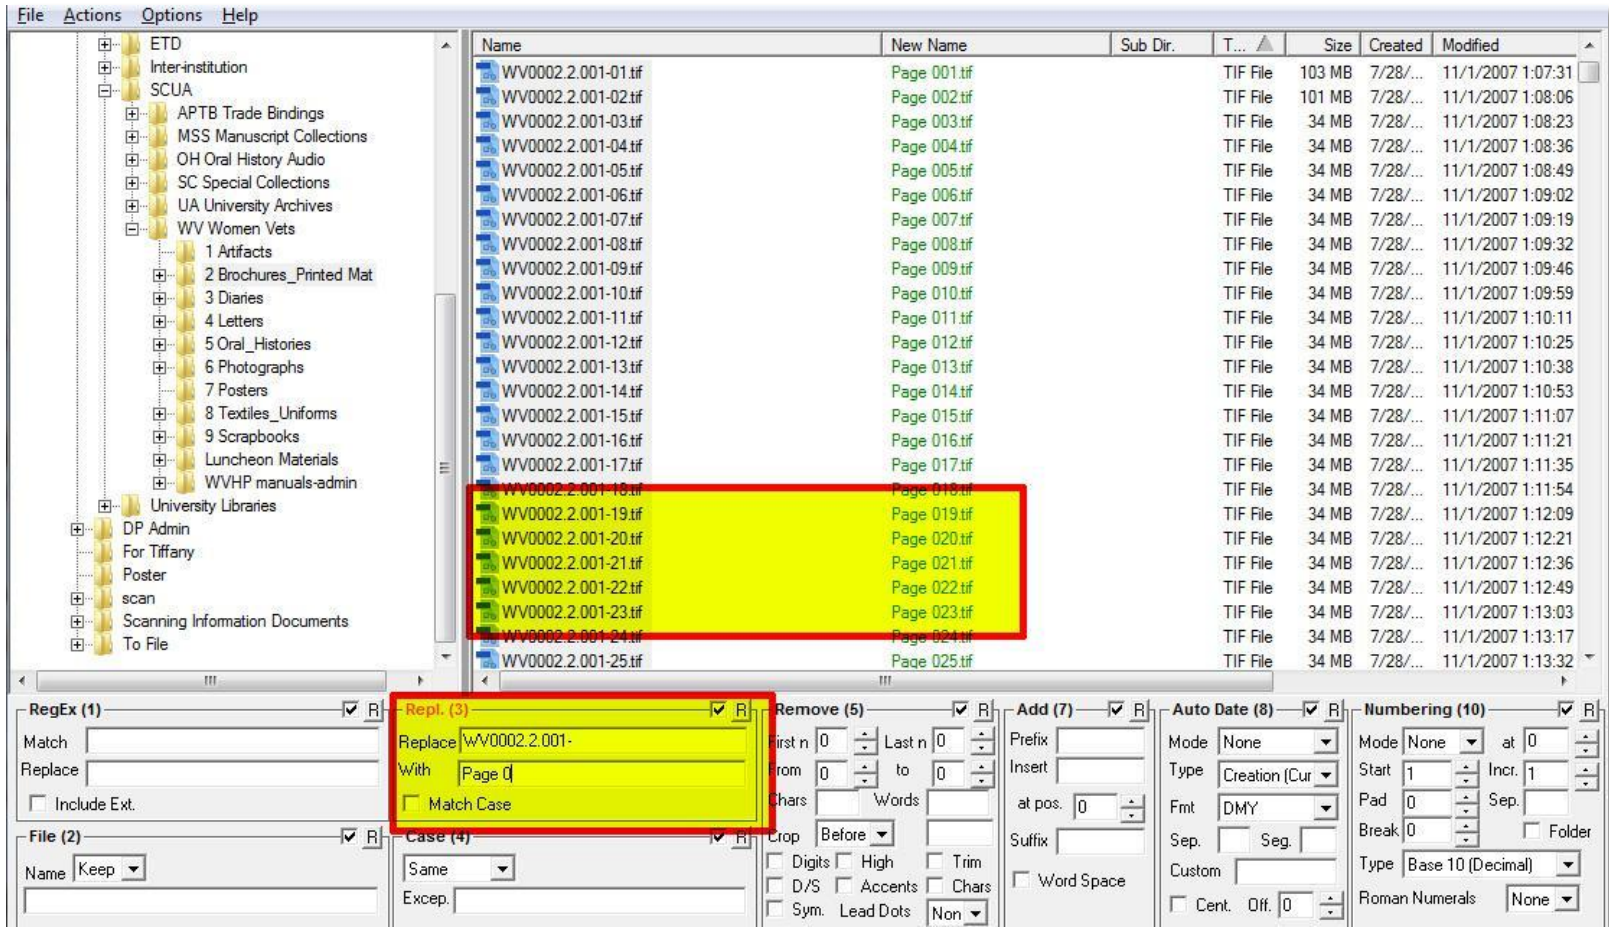 File Actions Options Help
ETD
Inter-institution
SCUA
APTB Trade Bindings
MSS Manuscript Collections
OH Oral History Audio
SC Special Collections
UA University Archives
WV Women Vets
1 Artifacts
2 Brochures_Printed Mat
3 Diaries
4 Letters
5 Oral_Histories
6 Photographs
7 Posters
8 Textiles_Uniforms
9 Scrapbooks
Luncheon Materials
WVHP manuals-admin
University Libraries
DP Admin
For Tiffany
Poster
scan
Scanning Information Documents
To File
Name New Name Sub Dir. T... Size Created Modified
WV0002.2.001-01.tif Page 001.tif TIF File 103 MB 7/28/... 11/1/2007 1:07:31
WV0002.2.001-02.tif Page 002.tif TIF File 101 MB 7/28/... 11/1/2007 1:08:06
WV0002.2.001-03.tif Page 003.tif TIF File 34 MB 7/28/... 11/1/2007 1:08:23
WV0002.2.001-04.tif Page 004.tif TIF File 34 MB 7/28/... 11/1/2007 1:08:36
WV0002.2.001-05.tif Page 005.tif TIF File 34 MB 7/28/... 11/1/2007 1:08:49
WV0002.2.001-06.tif Page 006.tif TIF File 34 MB 7/28/... 11/1/2007 1:09:02
WV0002.2.001-07.tif Page 007.tif TIF File 34 MB 7/28/... 11/1/2007 1:09:19
WV0002.2.001-08.tif Page 008.tif TIF File 34 MB 7/28/... 11/1/2007 1:09:32
WV0002.2.001-09.tif Page 009.tif TIF File 34 MB 7/28/... 11/1/2007 1:09:46
WV0002.2.001-10.tif Page 010.tif TIF File 34 MB 7/28/... 11/1/2007 1:09:59
WV0002.2.001-11.tif Page 011.tif TIF File 34 MB 7/28/... 11/1/2007 1:10:11
WV0002.2.001-12.tif Page 012.tif TIF File 34 MB 7/28/... 11/1/2007 1:10:25
WV0002.2.001-13.tif Page 013.tif TIF File 34 MB 7/28/... 11/1/2007 1:10:38
WV0002.2.001-14.tif Page 014.tif TIF File 34 MB 7/28/... 11/1/2007 1:10:53
WV0002.2.001-15.tif Page 015.tif TIF File 34 MB 7/28/... 11/1/2007 1:11:07
WV0002.2.001-16.tif Page 016.tif TIF File 34 MB 7/28/... 11/1/2007 1:11:21
WV0002.2.001-17.tif Page 017.tif TIF File 34 MB 7/28/... 11/1/2007 1:11:35
WV0002.2.001-18.tif Page 018.tif TIF File 34 MB 7/28/... 11/1/2007 1:11:54
WV0002.2.001-19.tif Page 019.tif TIF File 34 MB 7/28/... 11/1/2007 1:12:09
WV0002.2.001-20.tif Page 020.tif TIF File 34 MB 7/28/... 11/1/2007 1:12:21
WV0002.2.001-21.tif Page 021.tif TIF File 34 MB 7/28/... 11/1/2007 1:12:36
WV0002.2.001-22.tif Page 022.tif TIF File 34 MB 7/28/... 11/1/2007 1:12:49
WV0002.2.001-23.tif Page 023.tif TIF File 34 MB 7/28/... 11/1/2007 1:13:03
WV0002.2.001-24.tif Page 024.tif TIF File 34 MB 7/28/... 11/1/2007 1:13:17
WV0002.2.001-25.tif Page 025.tif TIF File 34 MB 7/28/... 11/1/2007 1:13:32
RegEx (1) R
Match
Replace
Include Ext.
File (2) R
Name Keep
Repl. (3) R
Replace WV0002.2.001-
With Page 0
Match Case
Case (4) R
Same
Excep.
Remove (5) R
First n 0 Last n 0
From 0 to 0
Chars Words
Crop Before
Digits High Trim
D/S Accents Chars
Sym. Lead Dots Non
Add (7) R
Prefix
Insert
at pos. 0
Suffix
Word Space
Auto Date (8) R
Mode None
Type Creation (Cur
Fmt DMY
Sep. Seg.
Custom
Cent. Off. 0
Numbering (10) R
Mode None at 0
Start 1 Incr. 1
Pad 0 Sep.
Break 0 Folder
Type Base 10 (Decimal)
Roman Numerals None